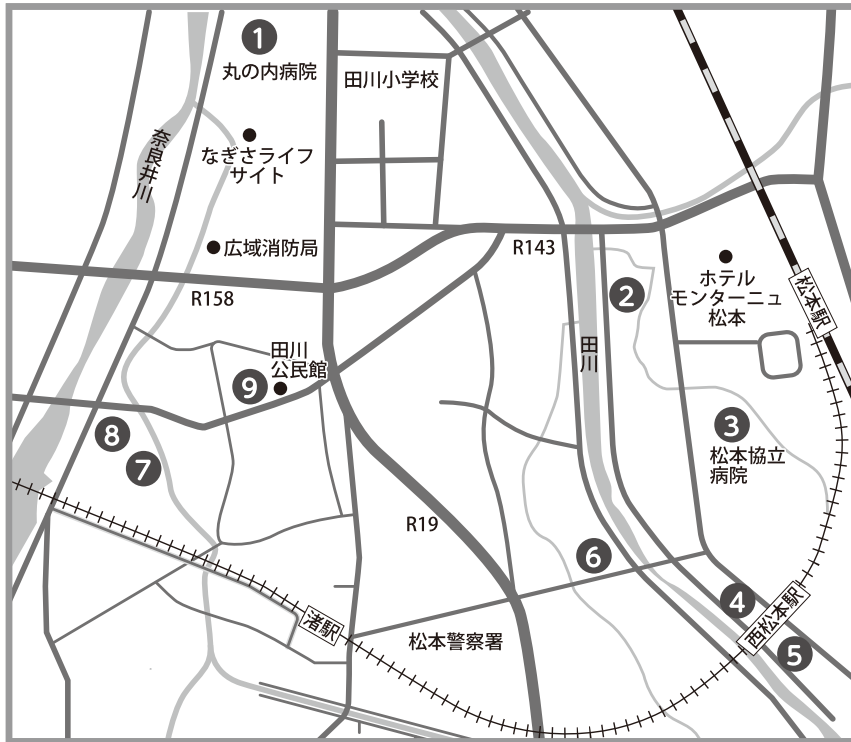 1
丸の内病院
田川小学校
奈良井川
なぎさライフ
サイト
広域消防局
R143
R158
ホテル
モンターニュ
松本
松本駅
2
田川
田川
公民館
9
3
松本協立
病院
8
7
R19
6
4
西松本駅
5
渚駅
松本警察署